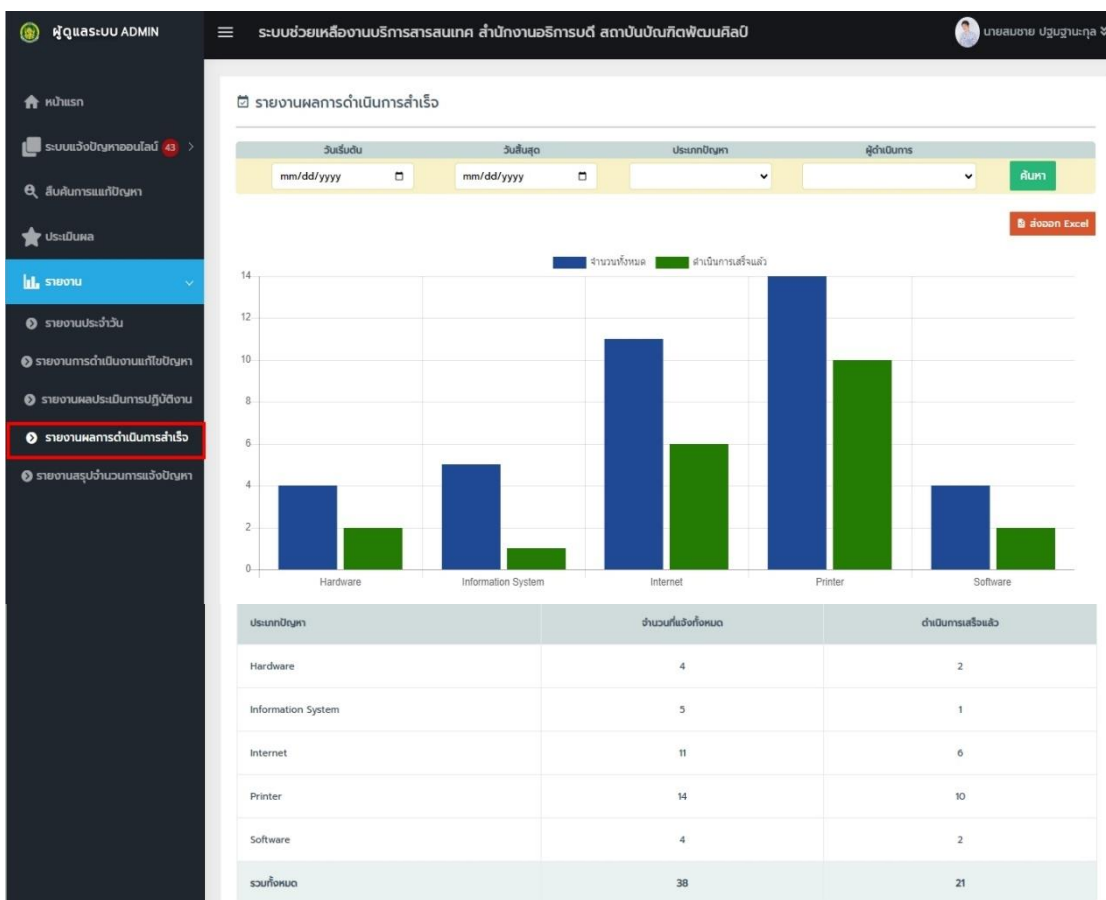 ผู้ดูแลระบบ ADMIN
ระบบช่วยเหลืองานบริการสารสนเทศ สำนักงานอธิการบดี สถาบันบัณฑิตพัฒนศิลป์
นายสมชาย ปฐมฐานะกุล
หน้าแรก
ระบบแจ้งปัญหาออนไลน์ 43
สืบค้นการแแก้ปัญหา
ประเมินผล
รายงาน
รายงานประจำวัน
รายงานการดำเนินงานแก้ไขปัญหา
รายงานผลประเมินการปฏิบัติงาน
รายงานผลการดำเนินการสำเร็จ
รายงานสรุปจำนวนการแจ้งปัญหา
รายงานผลการดำเนินการสำเร็จ
วันเริ่มต้น วันสิ้นสุด ประเภทปัญหา ผู้ดำเนินการ
mm/dd/yyyy mm/dd/yyyy ค้นหา
ส่งออก Excel
จำนวนทั้งหมด ดำเนินการเสร็จแล้ว
14
12
10
8
6
4
2
0
Hardware Information System Internet Printer Software
ประเภทปัญหา จำนวนที่แจ้งทั้งหมด ดำเนินการเสร็จแล้ว
Hardware 4 2
Information System 5 1
Internet 11 6
Printer 14 10
Software 4 2
รวมทั้งหมด 38 21